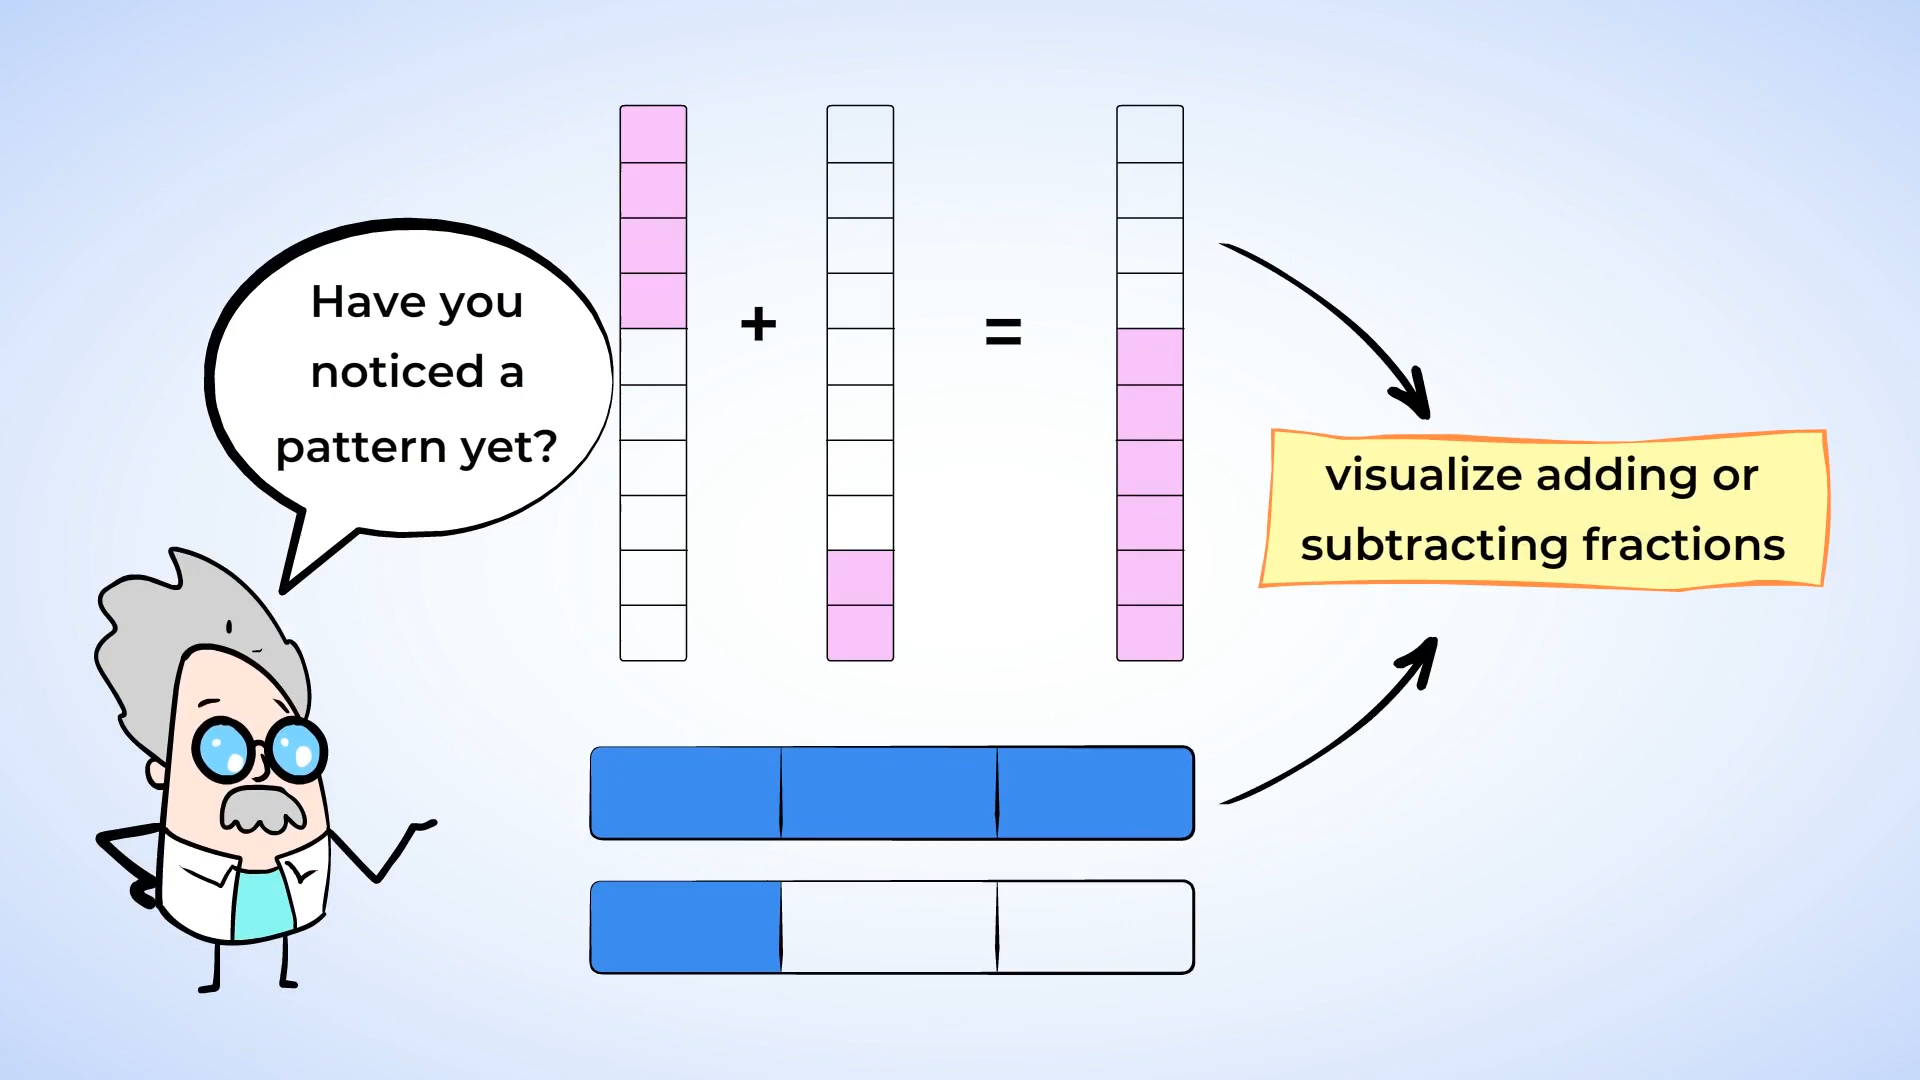 Have you
noticed a
pattern yet?
+
=
visualize adding or
subtracting fractions